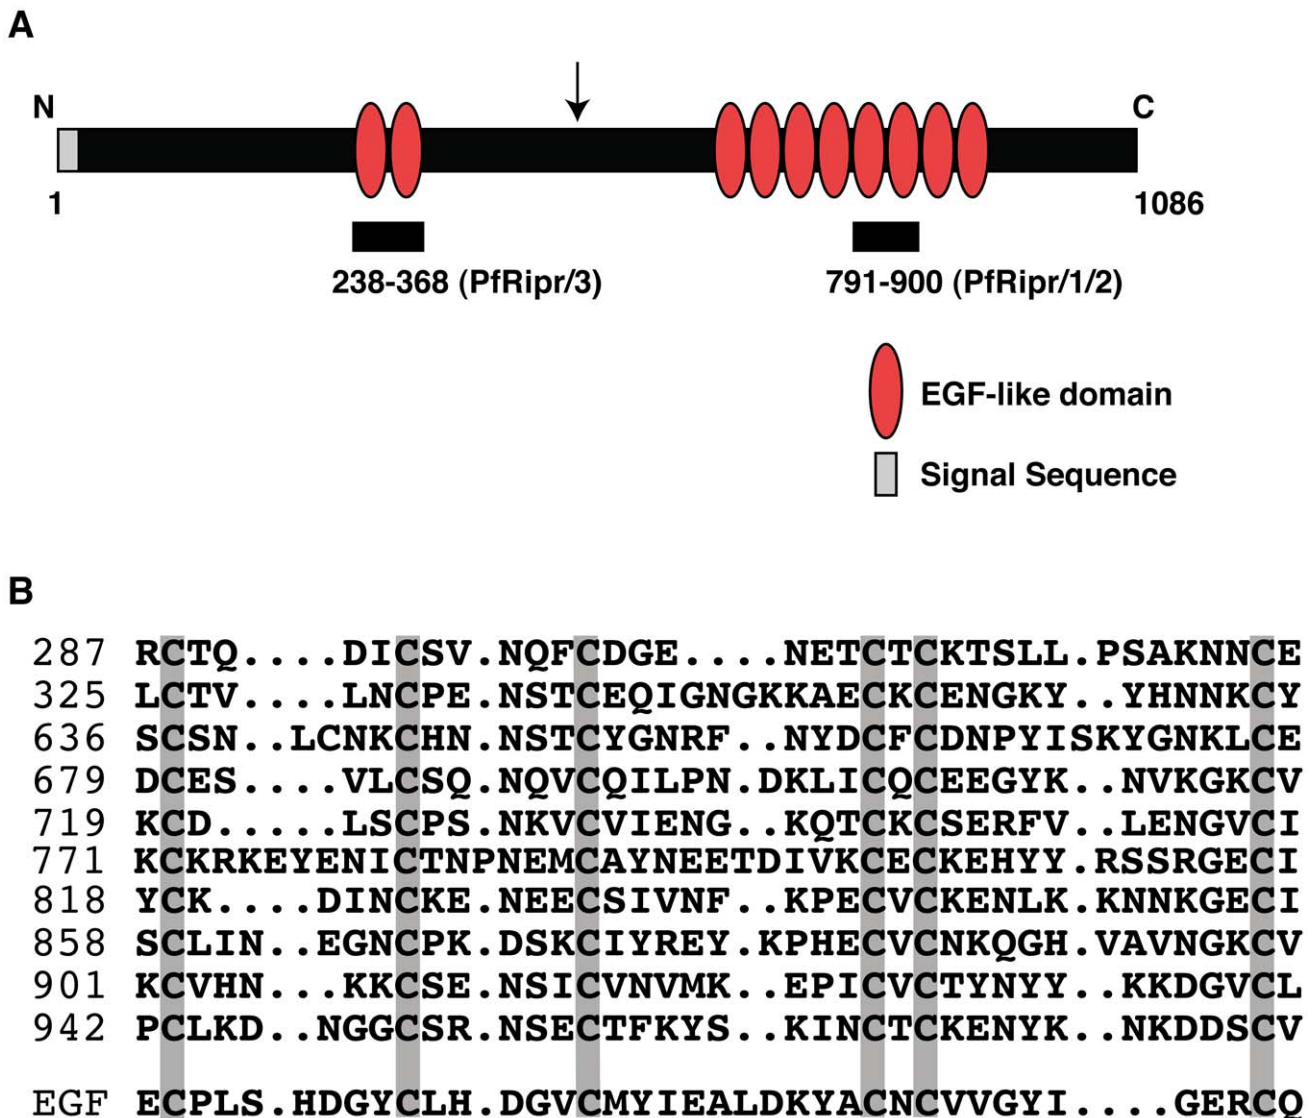 A
N C
1 1086
238-368 (PfRipr/3) 791-900 (PfRipr/1/2)
EGF-like domain
Signal Sequence
B
287 RCTQ....DICSV.NQFCDGE....NETCTCKTSLL.PSAKNNCE
325 LCTV....LNCPE.NSTCEQIGNGKKAECKCENGKY..YHNNKCY
636 SCSN..LCNKCHN.NSTCYGNRF..NYDCFCDNPYISKYGNKLCE
679 DCES....VLCSQ.NQVCQILPN.DKLICQCEEGYK..NVKGKCV
719 KCD.....LSCPS.NKVCVIENG..KQTCKCSERFV..LENGVCI
771 KCKRKEYENICTNPNEMCAYNEETDIVKCECKEHYY.RSSRGECI
818 YCK....DINCKE.NEECSIVNF..KPECVCKENLK.KNNKGECI
858 SCLIN..EGNCPK.DSKCIYREY.KPHECVCNKQGH.VAVNGKCV
901 KCVHN...KKCSE.NSICVNVMK..EPICVCTYNYY..KKDGVCL
942 PCLKD..NGGCSR.NSECTFKYS..KINCTCKENYK..NKDDSCV
EGF ECPLS.HDGYCLH.DGVCMYIEALDKYACNCVVGYI....GERCQ